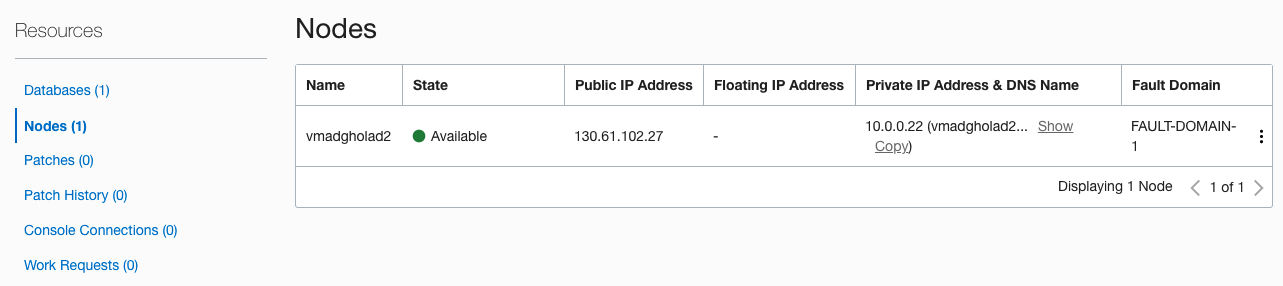 Resources
Databases (1)
Nodes (1)
Patches (0)
Patch History (0)
Console Connections (0)
Work Requests (0)
Nodes
Name State Public IP Address Floating IP Address Private IP Address & DNS Name Fault Domain
vmadgholad2 Available 130.61.102.27 - 10.0.0.22 (vmadgholad2... Show FAULT-DOMAIN-
Copy) 1
Displaying 1 Node 1 of 1